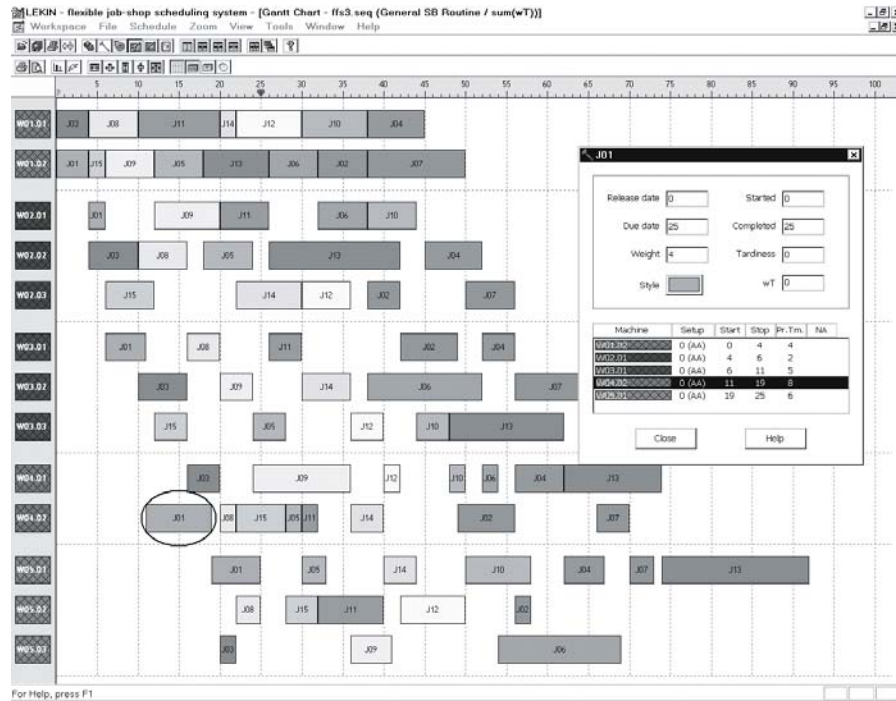 LEKIN - flexible job-shop scheduling system - [Gantt Chart - ffs3.seq (General SB Routine / sum(wT))]
Workspace File Schedule Zoom View Tools Window Help
5 10 15 20 25 30 35 40 45 50 55 60 65 70 75 80 85 90 95 100
W01.01 J03 J08 J11 J14 J12 J10 J04
W01.02 J01 J15 J09 J05 J13 J06 J02 J07
W02.01 J01 J09 J11 J06 J10
W02.02 J03 J08 J05 J13 J04
W02.03 J15 J14 J12 J02 J07
W03.01 J01 J08 J11 J02 J04
W03.02 J03 J09 J14 J06 J07
W03.03 J15 J05 J12 J10 J13
W04.01 J03 J09 J12 J10 J06 J04 J13
W04.02 J01 J08 J15 J05 J11 J14 J02 J07
W05.01 J01 J05 J14 J10 J04 J07 J13
W05.02 J08 J15 J11 J12 J02
W05.03 J03 J09 J06
J01
Release date 0 Started 0
Due date 25 Completed 25
Weight 4 Tardiness 0
Style wT 0
Machine Setup Start Stop Pr.Tm. NA
W01.02 0 (AA) 0 4 4
W02.01 0 (AA) 4 6 2
W03.01 0 (AA) 6 11 5
W04.02 0 (AA) 11 19 8
W05.01 0 (AA) 19 25 6
Close Help
For Help, press F1